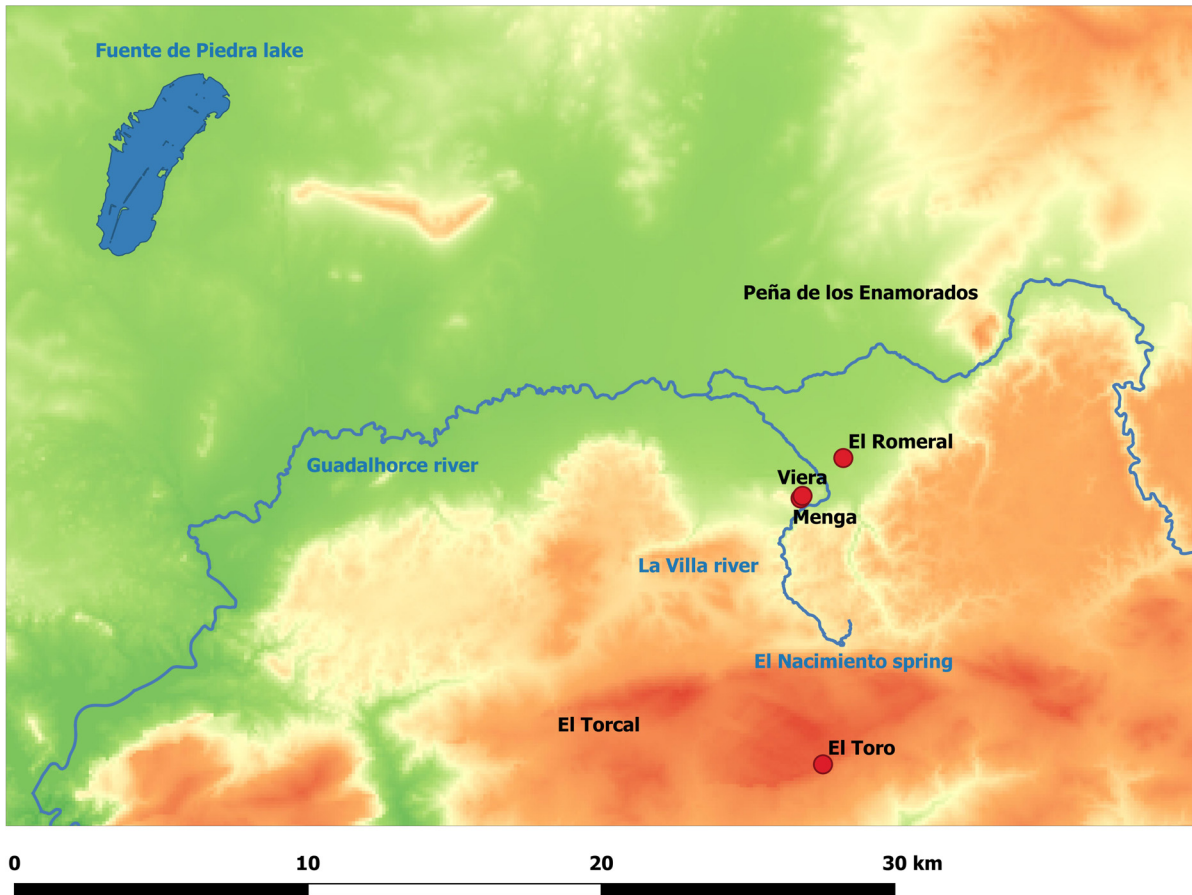 Fuente de Piedra lake
Peña de los Enamorados
El Romeral
Guadalhorce river
Viera
Menga
La Villa river
El Nacimiento spring
El Torcal
El Toro
0 10 20 30 km